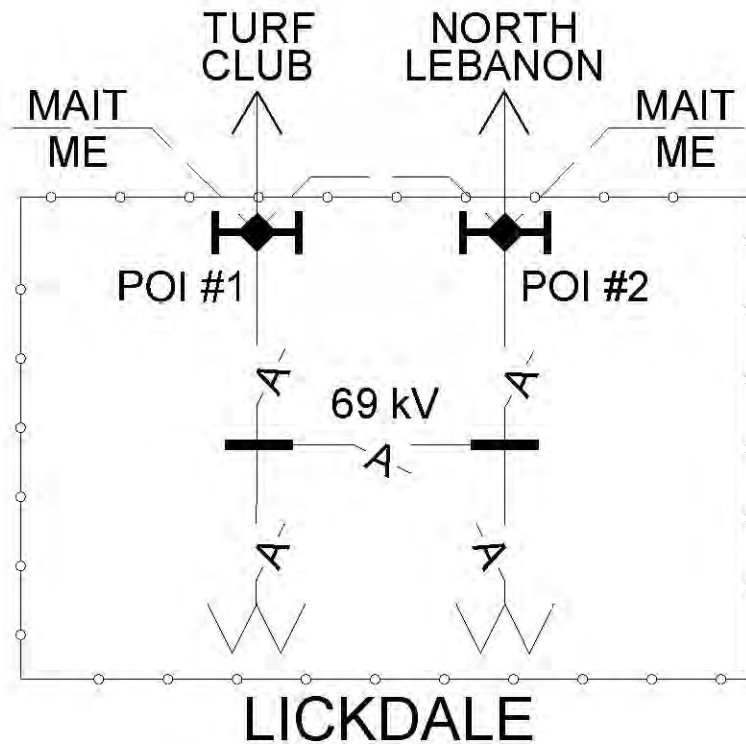 TURF
CLUB
NORTH
LEBANON
MAIT
ME
MAIT
ME
POI #1
POI #2
A
A
69 kV
A
A
A
LICKDALE